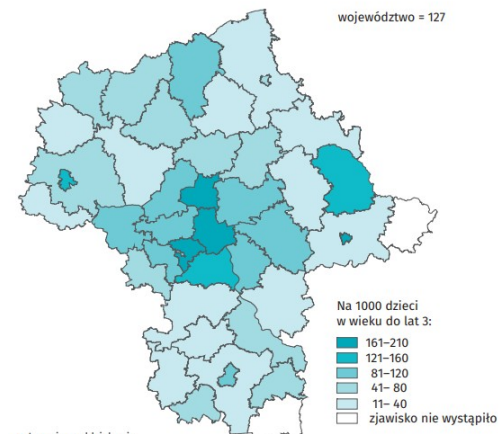 województwo = 127
Na 1000 dzieci
w wieku do lat 3:
161–210
121–160
81–120
41– 80
11– 40
zjawisko nie wystąpiło